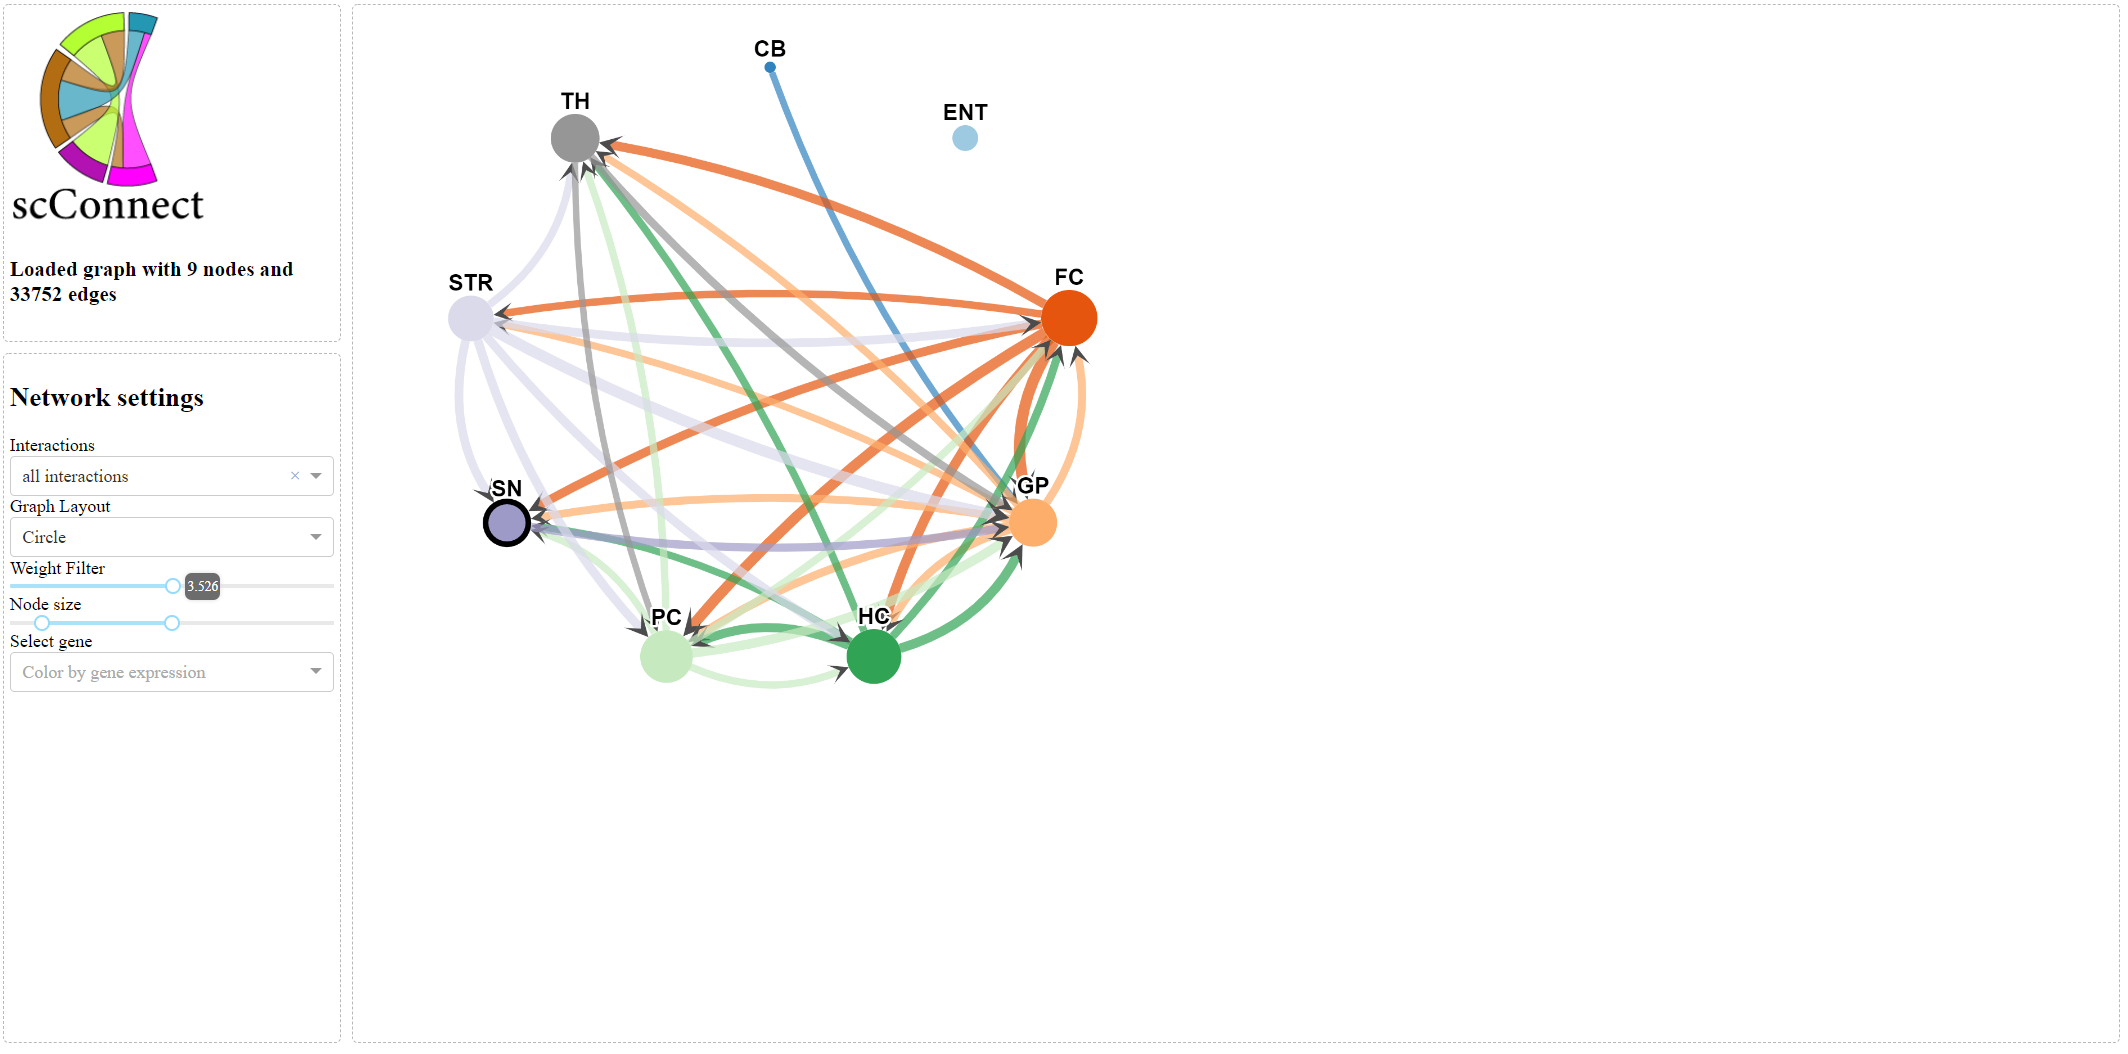 scConnect
Loaded graph with 9 nodes and
33752 edges
Network settings
Interactions
all interactions ×
Graph Layout
Circle
Weight Filter
3.526
Node size
Select gene
Color by gene expression
CB
TH
ENT
STR
FC
SN
GP
PC
HC